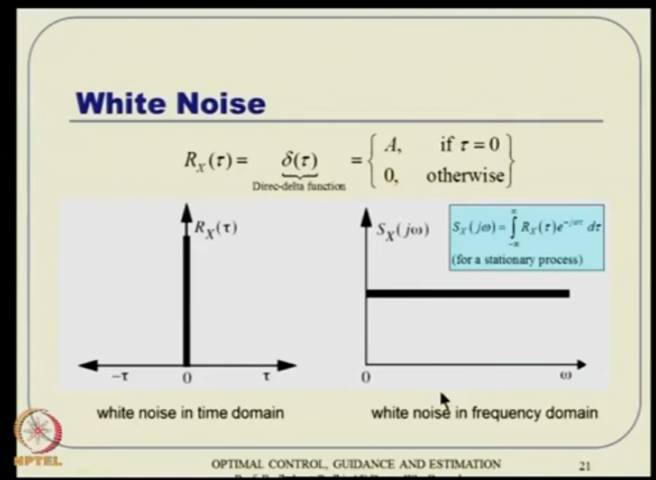 White Noise
R_X(τ) = δ(τ) = { A, if τ = 0
0, otherwise }
Direc-delta function
R_X(τ)
S_X(jω)
S_X(jω) = ∫_{-∞}^{∞} R_X(τ)e^{-jωτ} dτ
(for a stationary process)
-τ 0 τ
0 ω
white noise in time domain
white noise in frequency domain
NPTEL
OPTIMAL CONTROL, GUIDANCE AND ESTIMATION
21